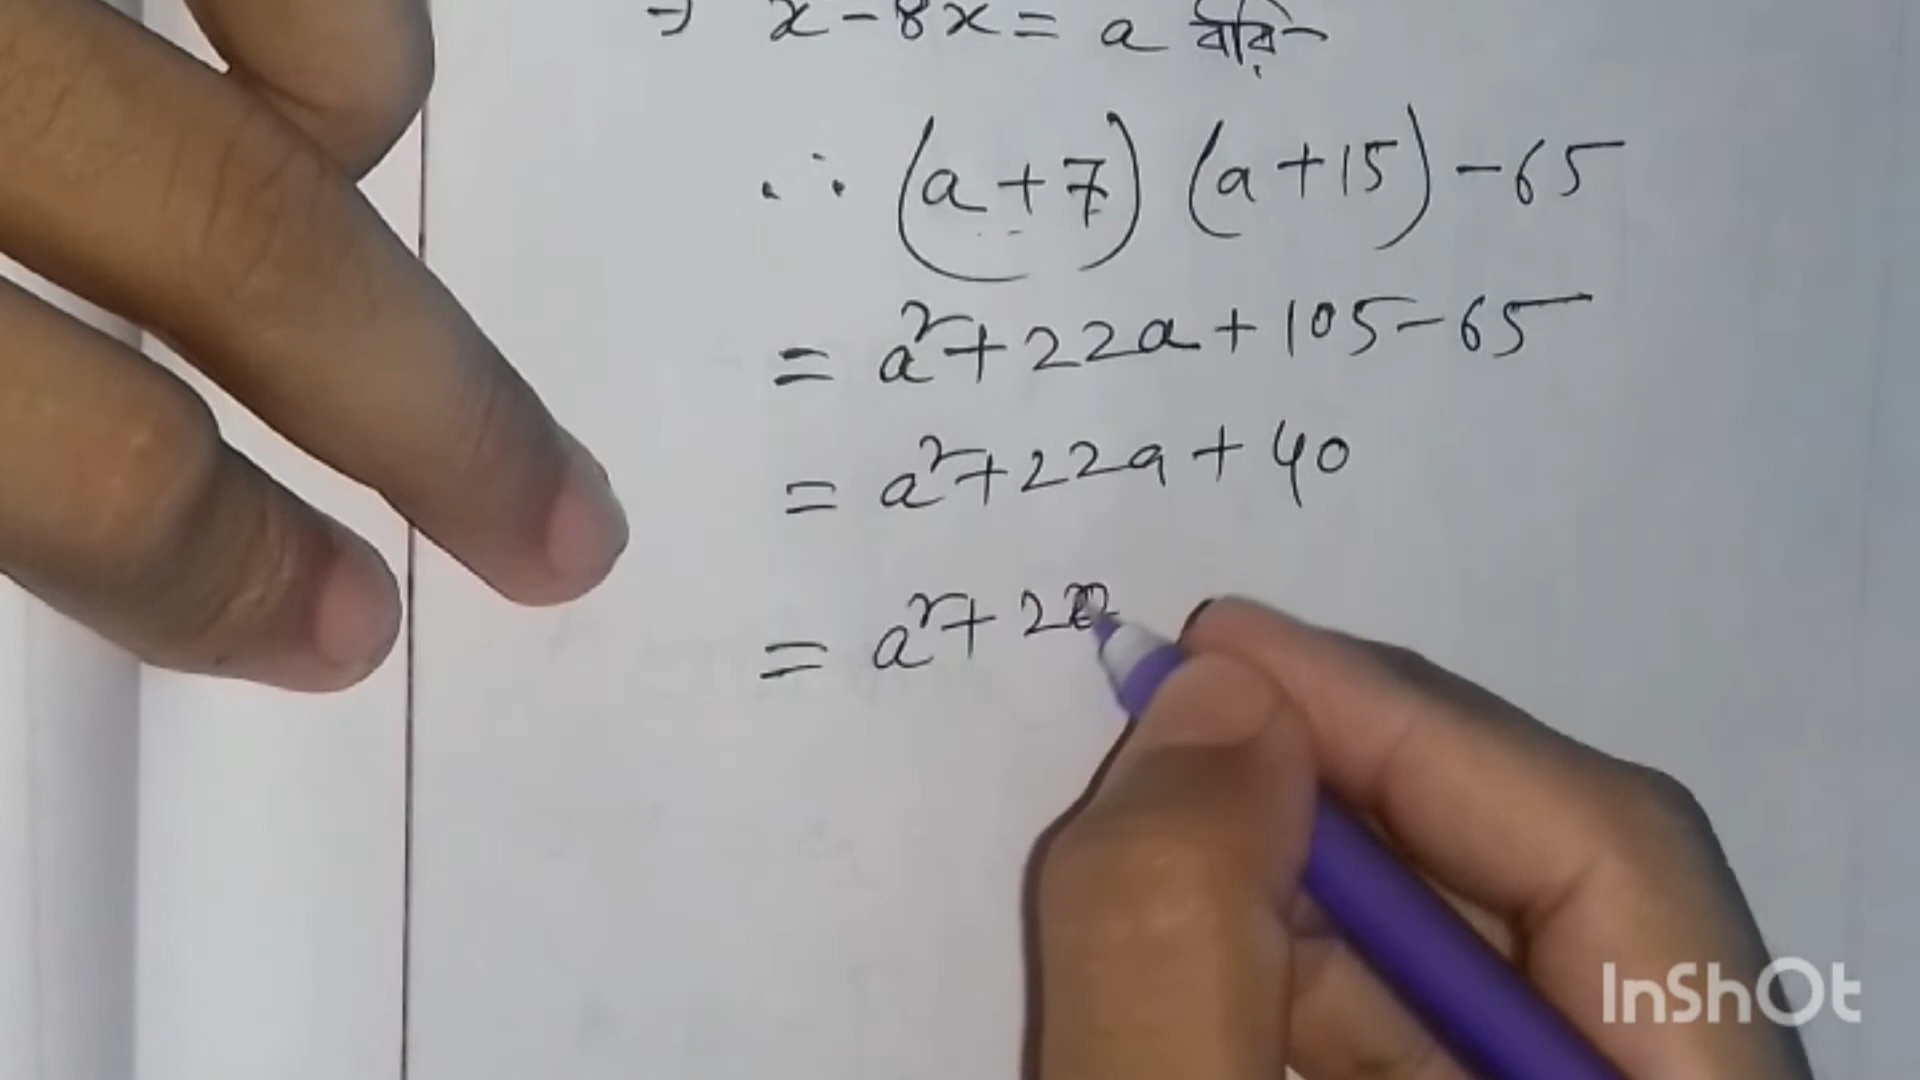 → x - 8x = a ধরি
∴ (a + 7) (a + 15) - 65
= a² + 22a + 105 - 65
= a² + 22a + 40
= a² + 2
InShOt